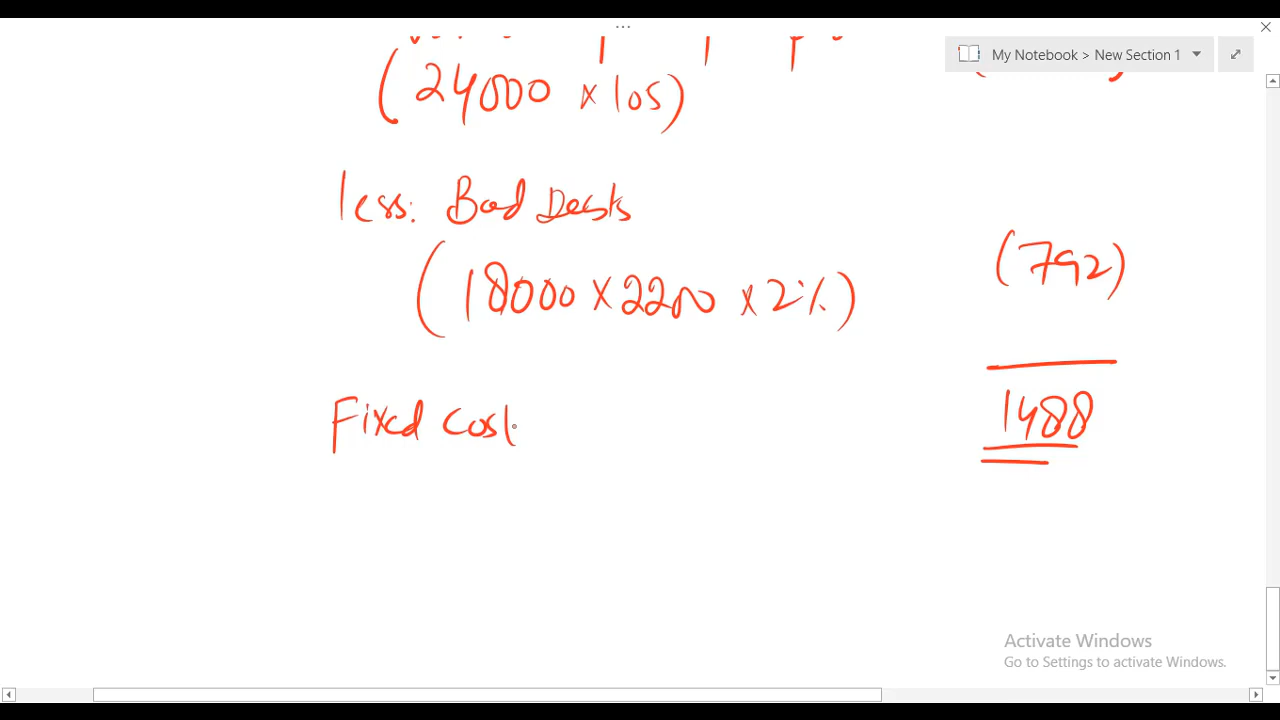 My Notebook > New Section 1
(24000 × 105)
less: Bad Debts
(18000 × 2200 × 2%)
(792)
1488
Fixed Cost
Activate Windows
Go to Settings to activate Windows.